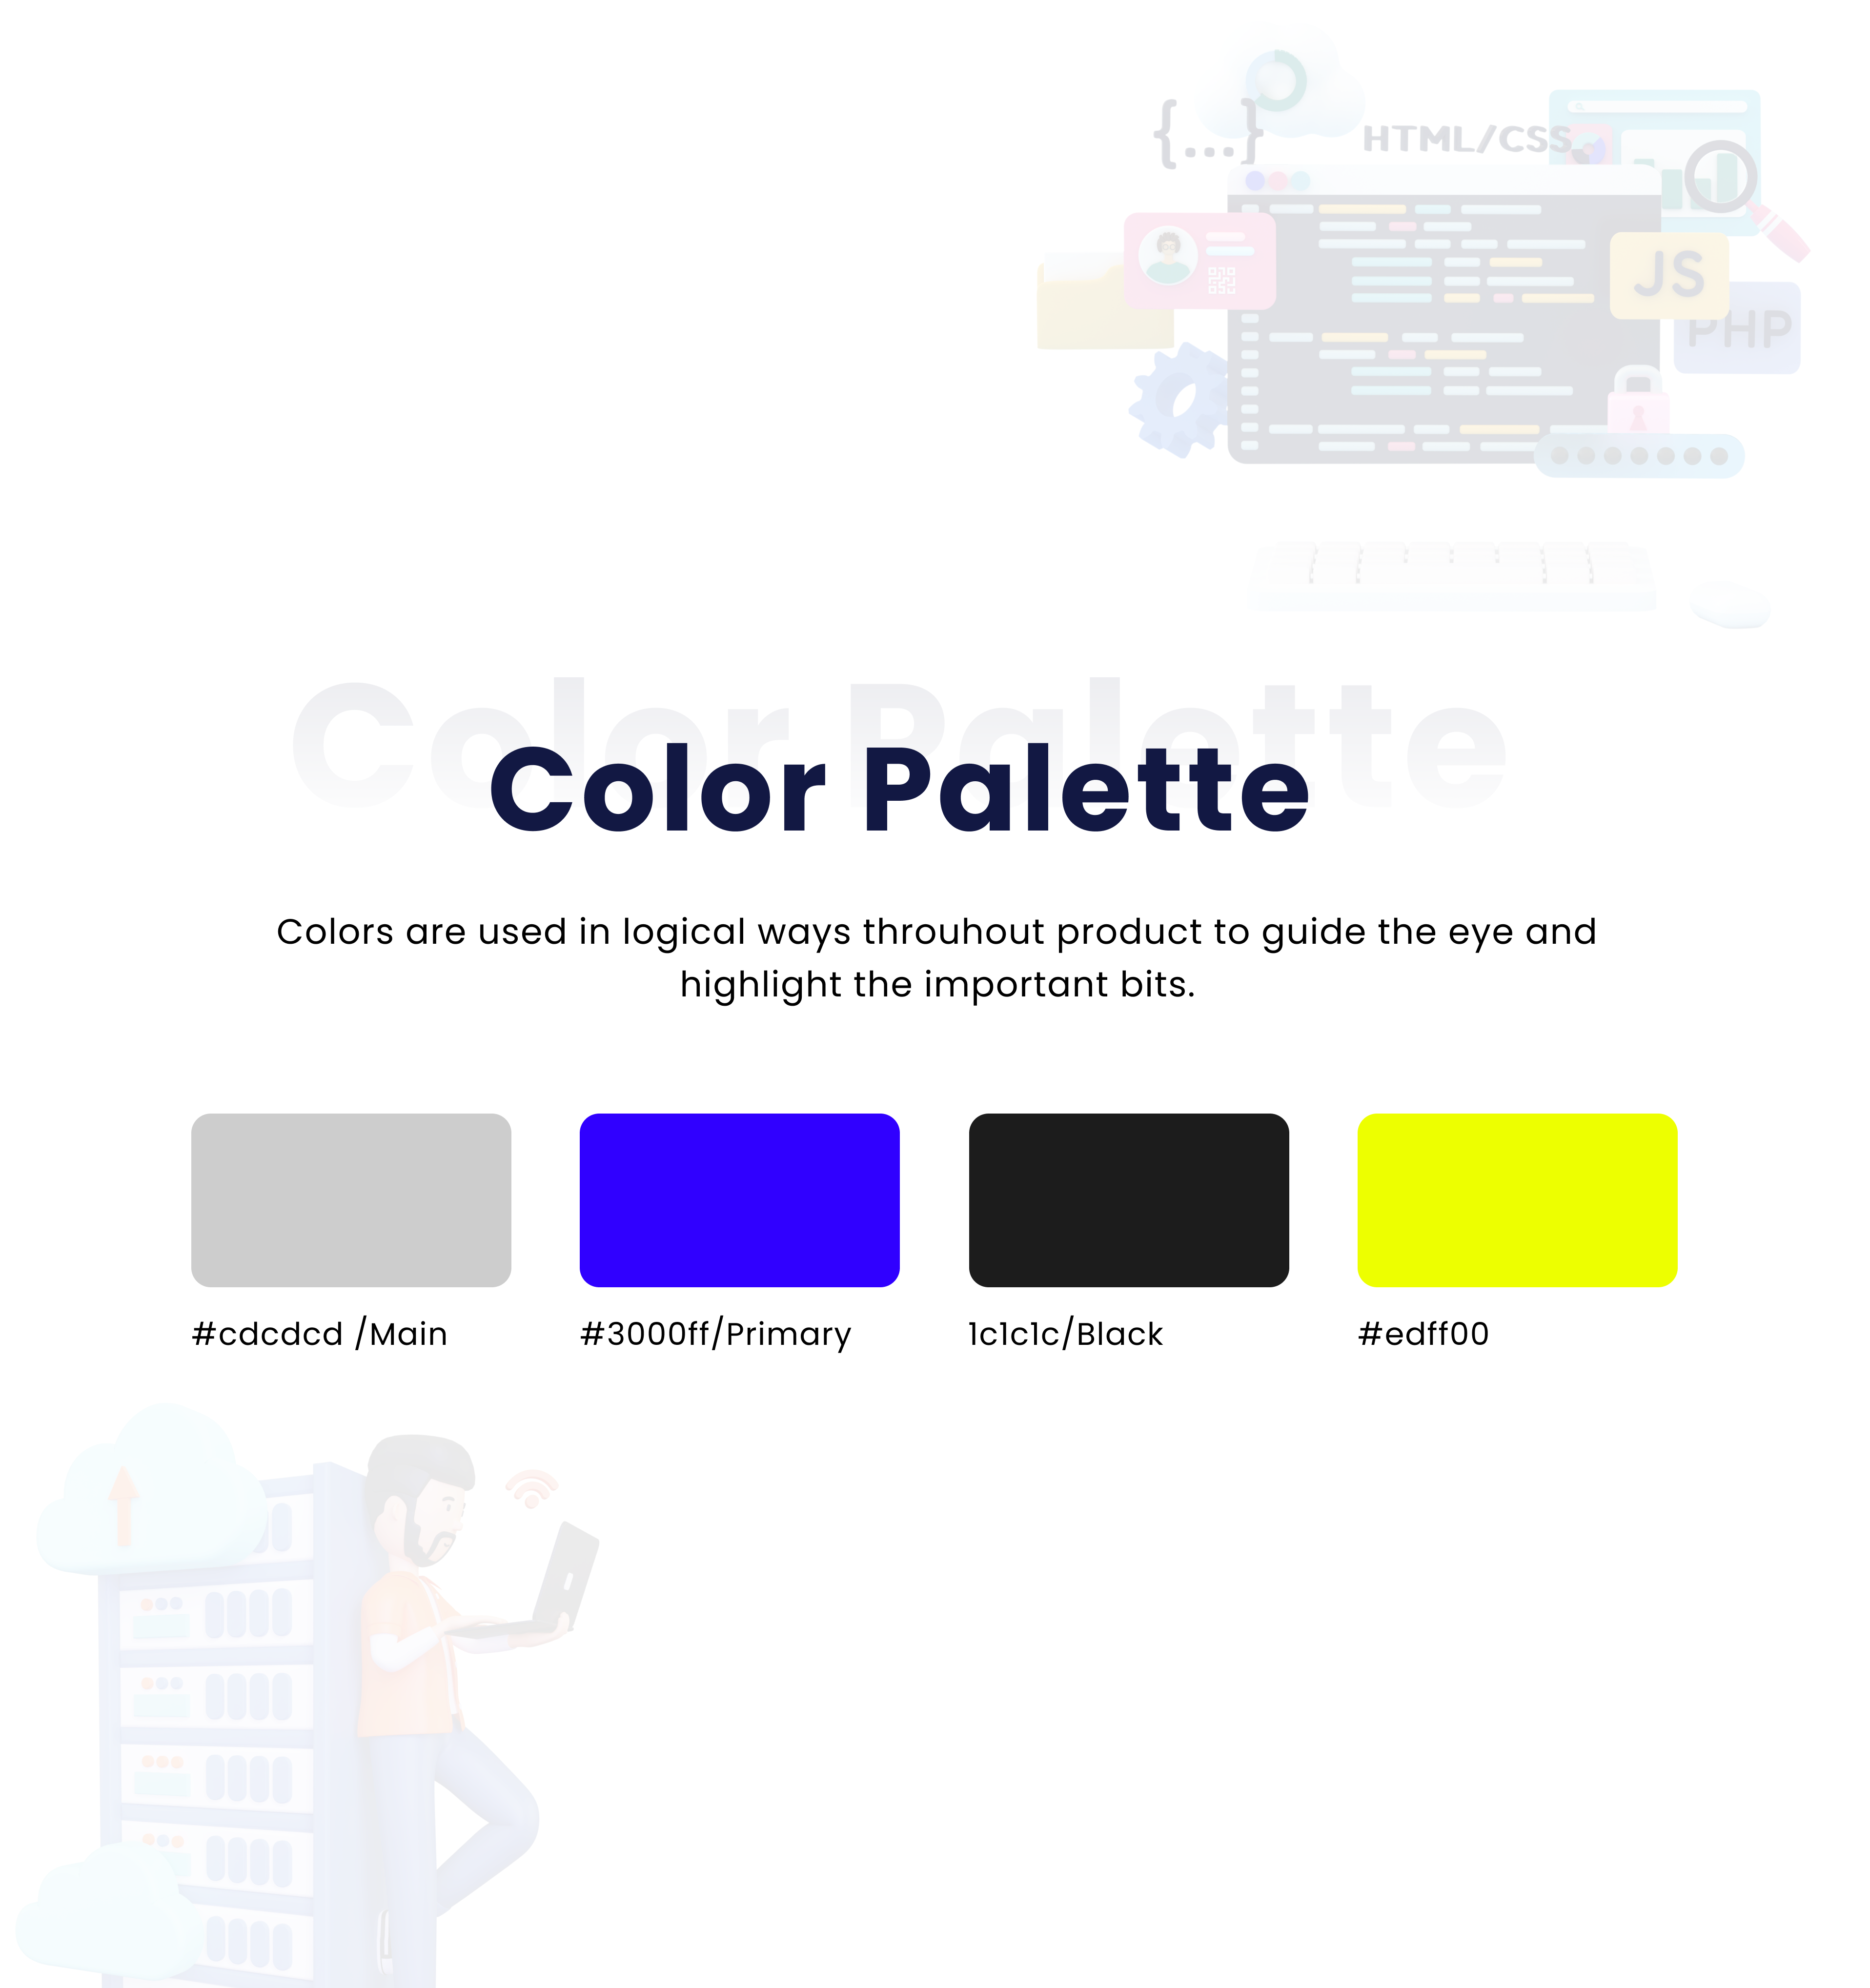 {...}
HTML/CSS
JS
PHP
Color Palette
Color Palette
Colors are used in logical ways throuhout product to guide the eye and
highlight the important bits.
#cdcdcd /Main
#3000ff/Primary
1c1c1c/Black
#edff00